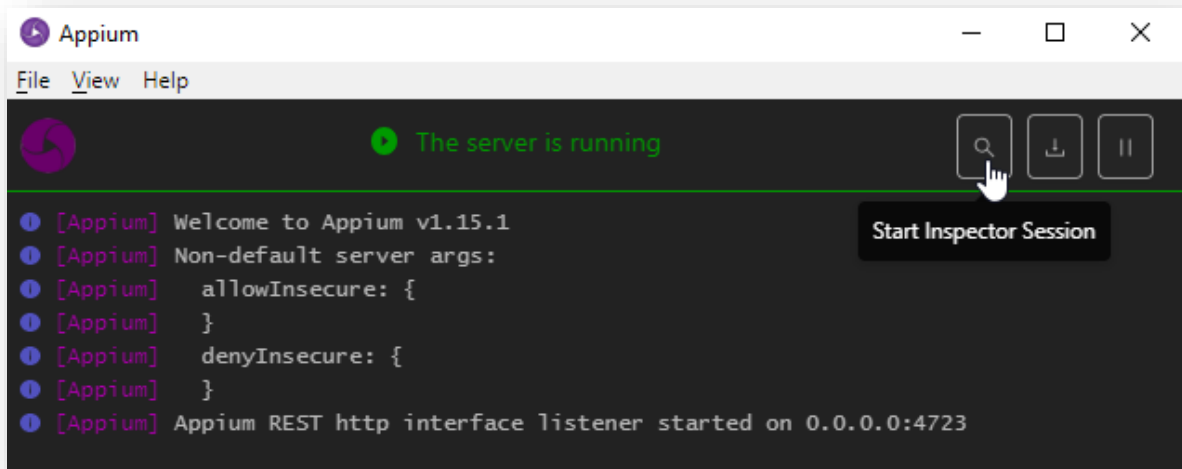 Appium
File View Help
The server is running
Start Inspector Session
[Appium] Welcome to Appium v1.15.1
[Appium] Non-default server args:
[Appium]   allowInsecure: {
[Appium]   }
[Appium]   denyInsecure: {
[Appium]   }
[Appium] Appium REST http interface listener started on 0.0.0.0:4723